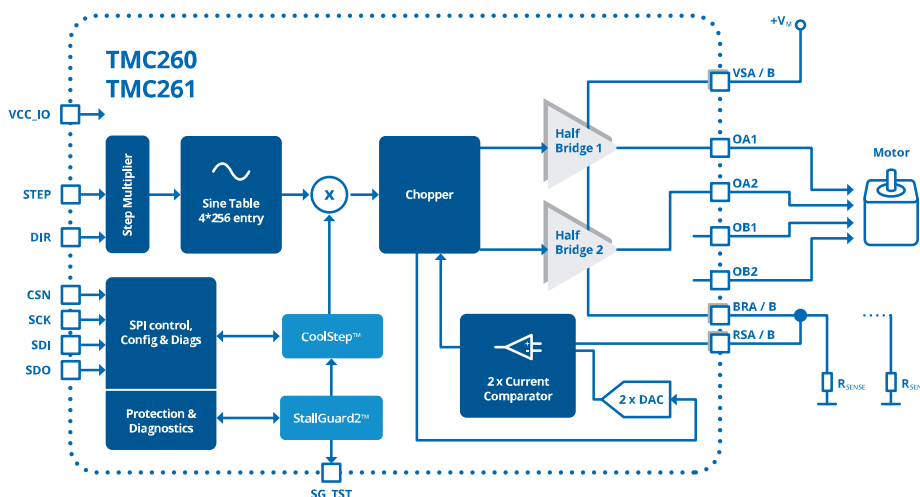 TMC260
TMC261
+VM
VSA / B
VCC_IO
STEP
DIR
Step Multiplier
Sine Table
4*256 entry
x
Chopper
Half
Bridge 1
Half
Bridge 2
OA1
OA2
OB1
OB2
Motor
CSN
SCK
SDI
SDO
SPI control,
Config & Diags
CoolStep™
Protection &
Diagnostics
StallGuard2™
2 x Current
Comparator
2 x DAC
BRA / B
RSA / B
RSENSE
SG_TST